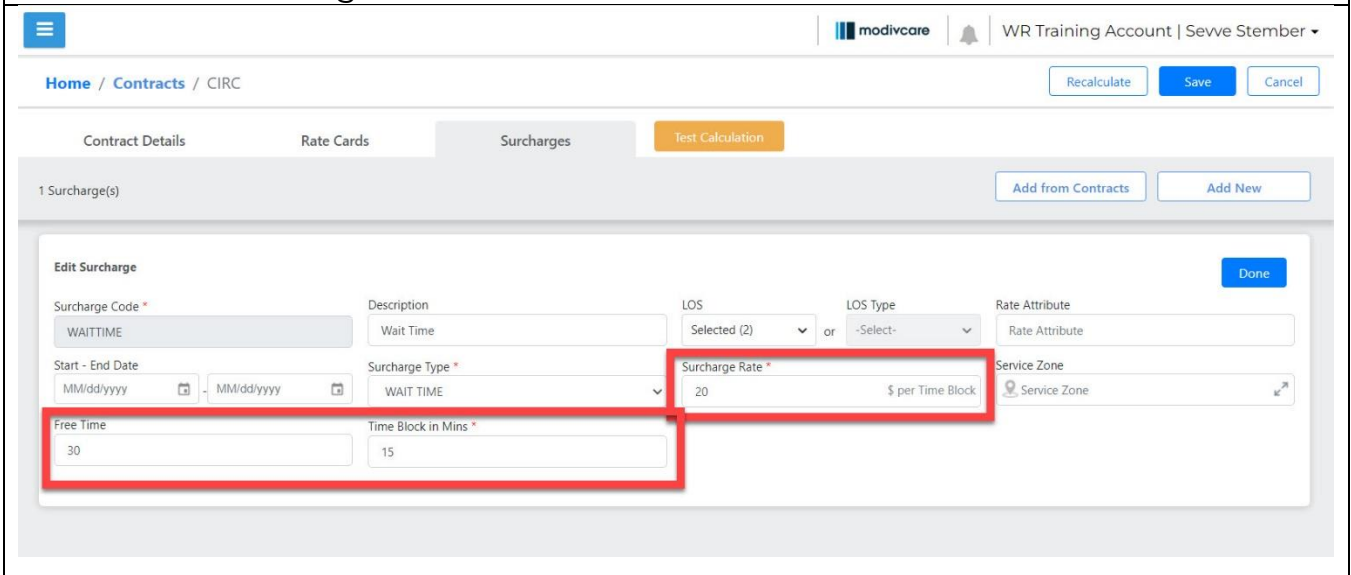 modivcare
WR Training Account | Sevve Stember
Home / Contracts / CIRC
Recalculate
Save
Cancel
Contract Details
Rate Cards
Surcharges
Test Calculation
1 Surcharge(s)
Add from Contracts
Add New
Edit Surcharge
Done
Surcharge Code *
Description
LOS
LOS Type
Rate Attribute
WAITTIME
Wait Time
Selected (2)
or
-Select-
Rate Attribute
Start - End Date
Surcharge Type *
Surcharge Rate *
Service Zone
MM/dd/yyyy - MM/dd/yyyy
WAIT TIME
20
$ per Time Block
Service Zone
Free Time
Time Block in Mins *
30
15